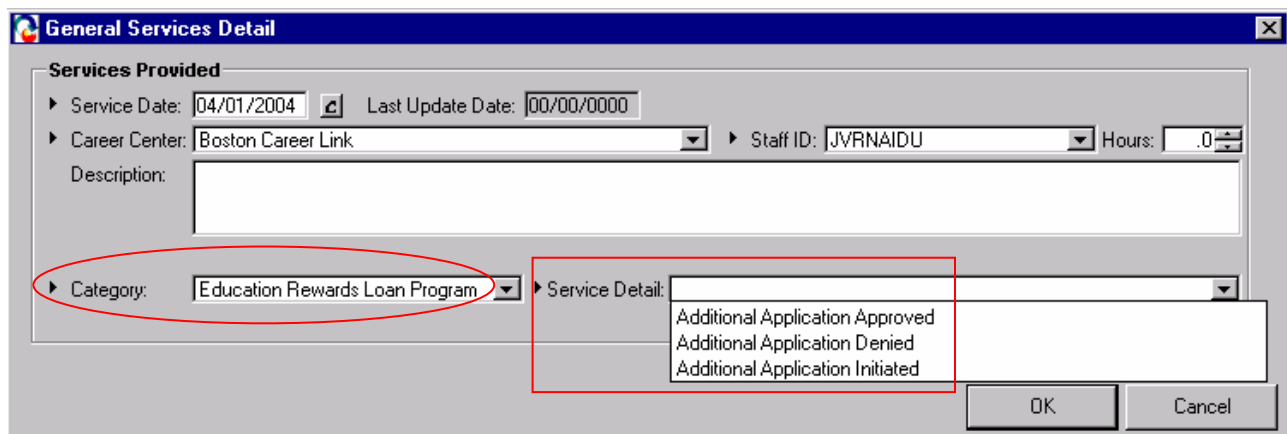 General Services Detail
Services Provided
Service Date: 04/01/2004 c Last Update Date: 00/00/0000
Career Center: Boston Career Link Staff ID: JVRNAIDU Hours: .0
Description:
Category: Education Rewards Loan Program Service Detail:
Additional Application Approved
Additional Application Denied
Additional Application Initiated
OK Cancel